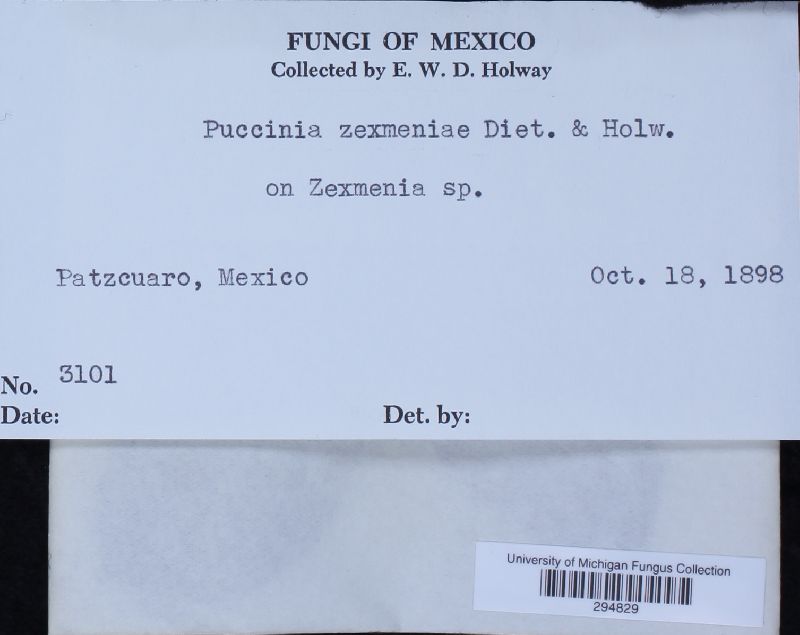 FUNGI OF MEXICO
Collected by E. W. D. Holway
Puccinia zexmeniae Diet. & Holw.
on Zexmenia sp.
Patzcuaro, Mexico Oct. 18, 1898
No. 3101
Date: Det. by:
University of Michigan Fungus Collection
294829